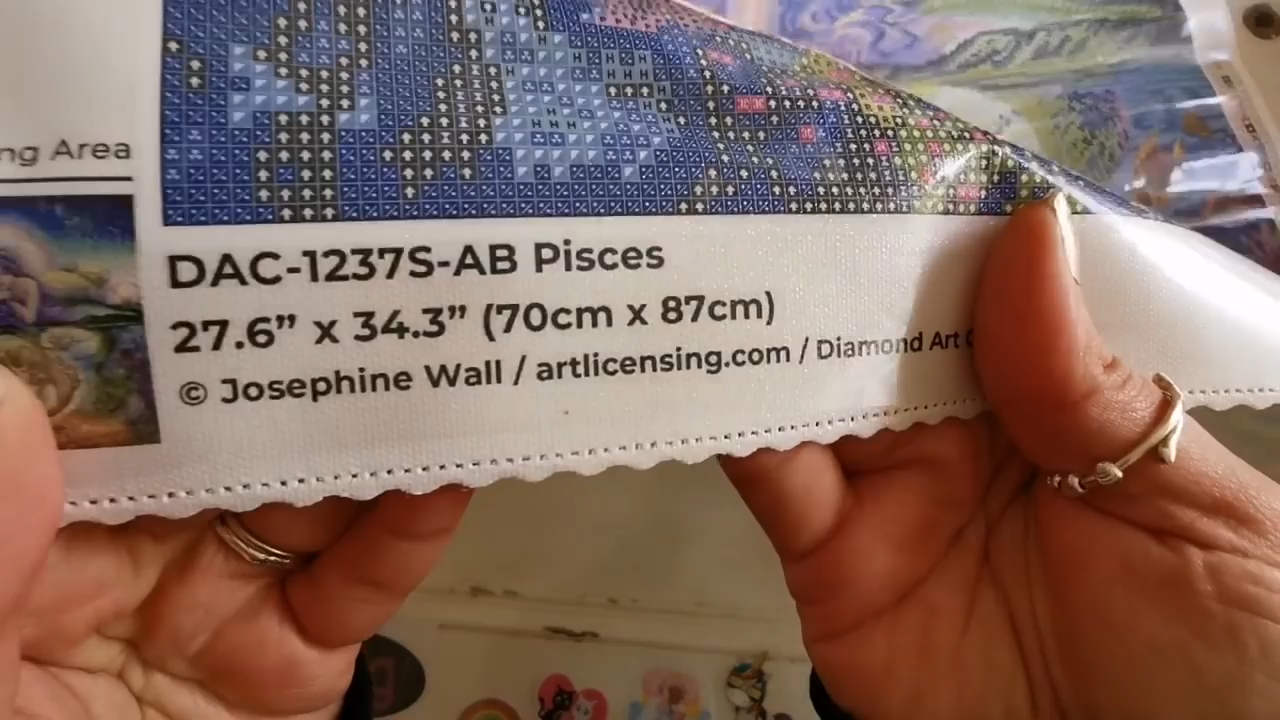 ng Area
DAC-1237S-AB Pisces
27.6” x 34.3” (70cm x 87cm)
© Josephine Wall / artlicensing.com / Diamond Art